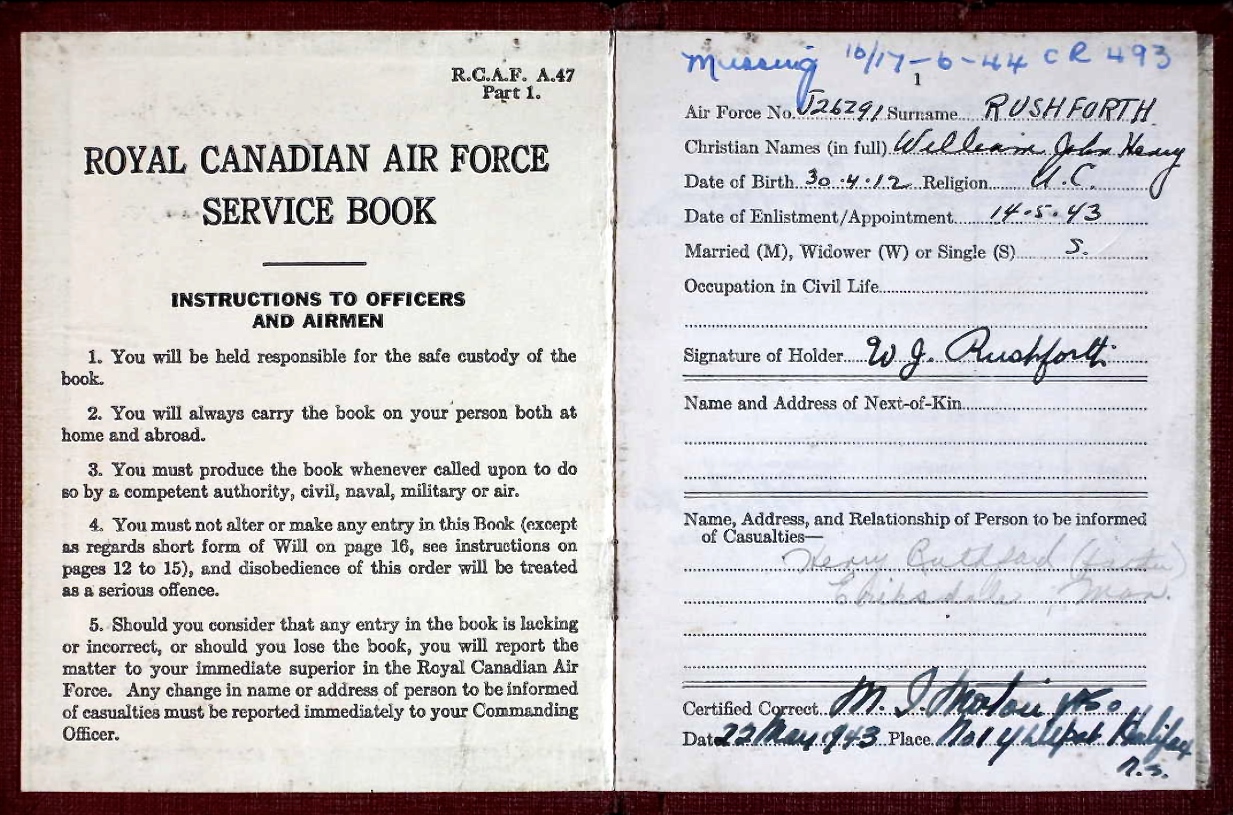 R.C.A.F. A.47
Part 1.
ROYAL CANADIAN AIR FORCE
SERVICE BOOK
INSTRUCTIONS TO OFFICERS
AND AIRMEN
1. You will be held responsible for the safe custody of the
book.
2. You will always carry the book on your person both at
home and abroad.
3. You must produce the book whenever called upon to do
so by a competent authority, civil, naval, military or air.
4. You must not alter or make any entry in this Book (except
as regards short form of Will on page 16, see instructions on
pages 12 to 15), and disobedience of this order will be treated
as a serious offence.
5. Should you consider that any entry in the book is lacking
or incorrect, or should you lose the book, you will report the
matter to your immediate superior in the Royal Canadian Air
Force. Any change in name or address of person to be informed
of casualties must be reported immediately to your Commanding
Officer.
Missing 16/17-6-44 CR 493
1
Air Force No. J26291 Surname RUSHFORTH
Christian Names (in full) William John Henry
Date of Birth 30.4.12 Religion U.C.
Date of Enlistment/Appointment 14.5.43
Married (M), Widower (W) or Single (S) S.
Occupation in Civil Life
Signature of Holder W J. Rushforth
Name and Address of Next-of-Kin
Name, Address, and Relationship of Person to be informed
of Casualties—
Henry (Father)
Eriksdale, Man.
Certified Correct M.
Date 22 May 1943 Place No 1 Y Depot Halifax
N.S.